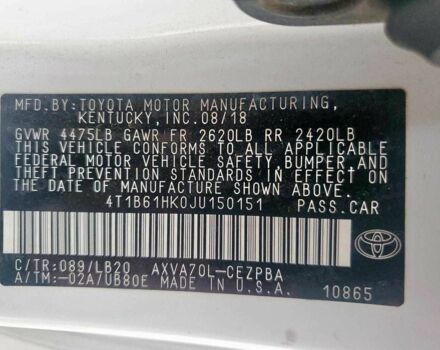 MFD.BY:TOYOTA MOTOR MANUFACTURING,
KENTUCKY,INC.08/18
GVWR 4475LB GAWR FR 2620LB RR 2420LB
THIS VEHICLE CONFORMS TO ALL APPLICABLE
FEDERAL MOTOR VEHICLE SAFETY, BUMPER, AND
THEFT PREVENTION STANDARDS IN EFFECT ON
THE DATE OF MANUFACTURE SHOWN ABOVE.
4T1B61HK0JU150151 PASS.CAR
C/TR:089/LB20 AXVA70L-CEZPBA
A/TM:-02A/UB80E MADE IN U.S.A. 10865
TOYOTA